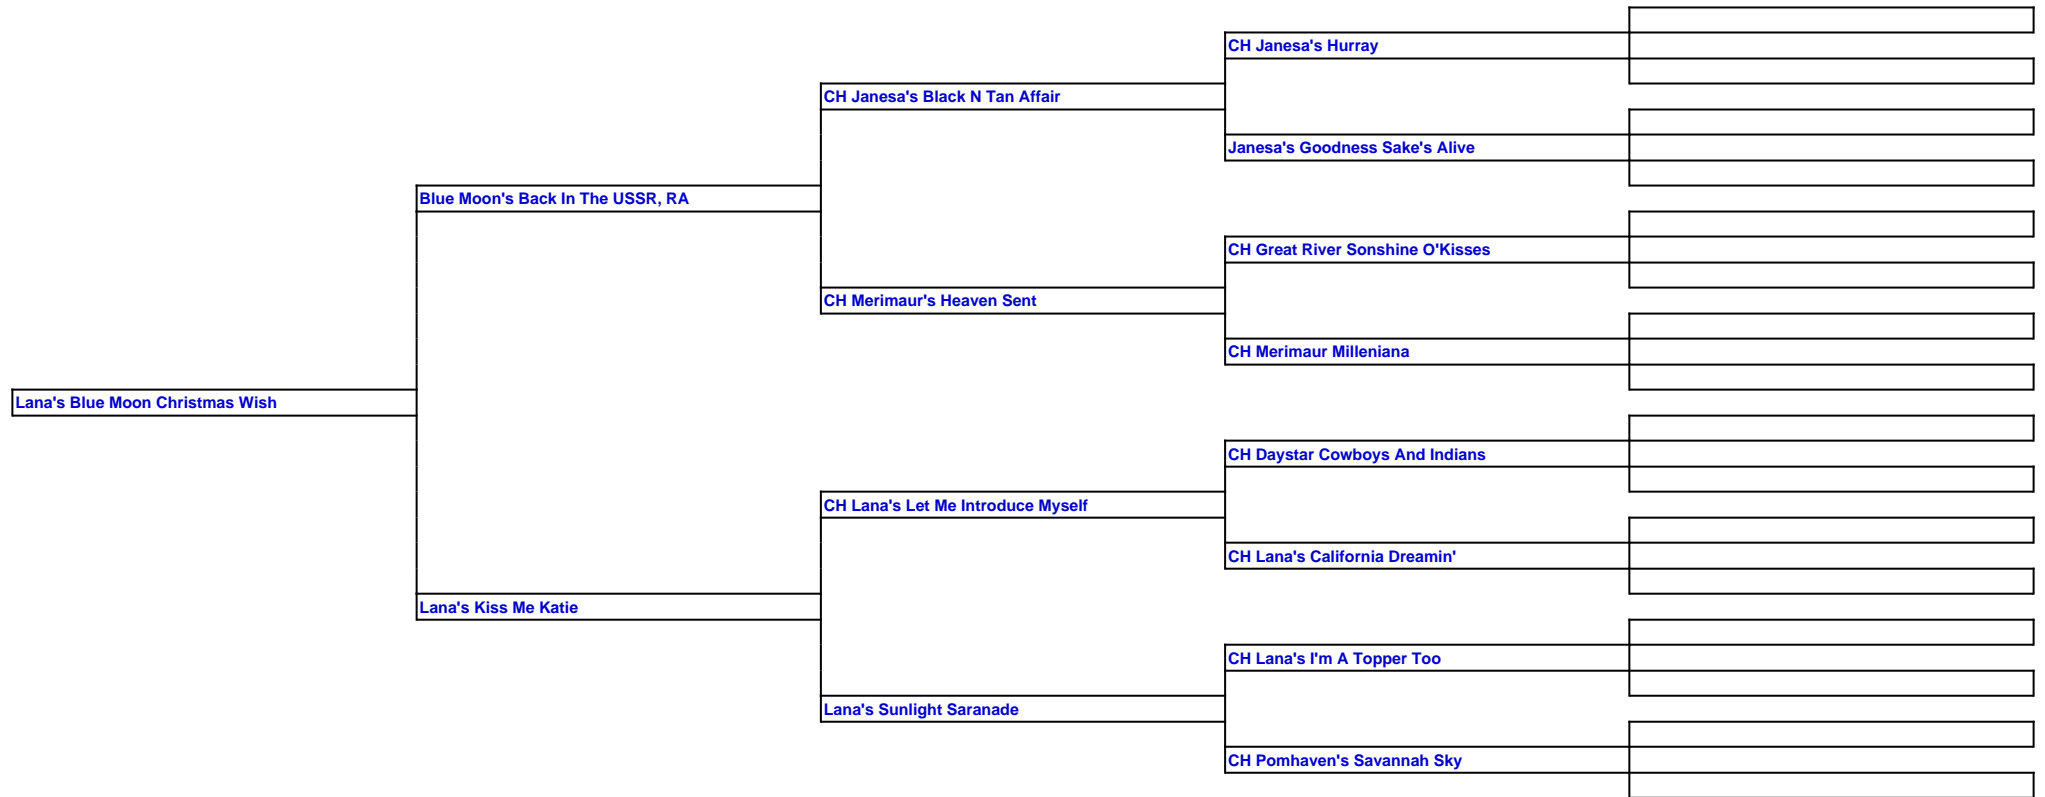 CH Janesa's Hurray
CH Janesa's Black N Tan Affair
Janesa's Goodness Sake's Alive
Blue Moon's Back In The USSR, RA
CH Great River Sonshine O'Kisses
CH Merimaur's Heaven Sent
CH Merimaur Milleniana
Lana's Blue Moon Christmas Wish
CH Daystar Cowboys And Indians
CH Lana's Let Me Introduce Myself
CH Lana's California Dreamin'
Lana's Kiss Me Katie
CH Lana's I'm A Topper Too
Lana's Sunlight Saranade
CH Pomhaven's Savannah Sky